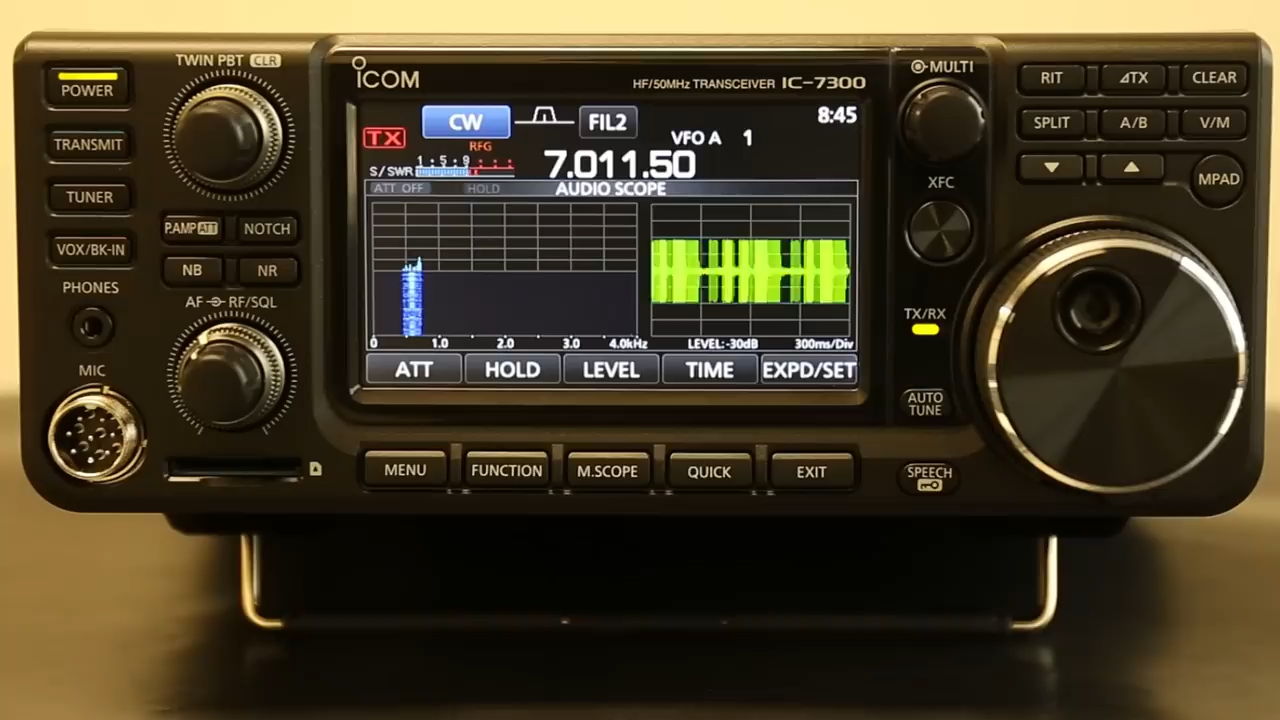 TWIN PBT CLR
POWER
TRANSMIT
TUNER
VOX/BK-IN
PHONES
MIC
P.AMP ATT
NOTCH
NB
NR
AF RF/SQL
ICOM
HF/50MHz TRANSCEIVER IC-7300
CW
FIL2
8:45
TX
RFG
VFO A 1
S/SWR 1 5 9
7.011.50
ATT OFF
HOLD
AUDIO SCOPE
0 1.0 2.0 3.0 4.0kHz
LEVEL:-30dB 300ms/Div
ATT
HOLD
LEVEL
TIME
EXPD/SET
MENU
FUNCTION
M.SCOPE
QUICK
EXIT
MULTI
XFC
TX/RX
AUTO
TUNE
SPEECH
RIT
⊿TX
CLEAR
SPLIT
A/B
V/M
▼
▲
MPAD